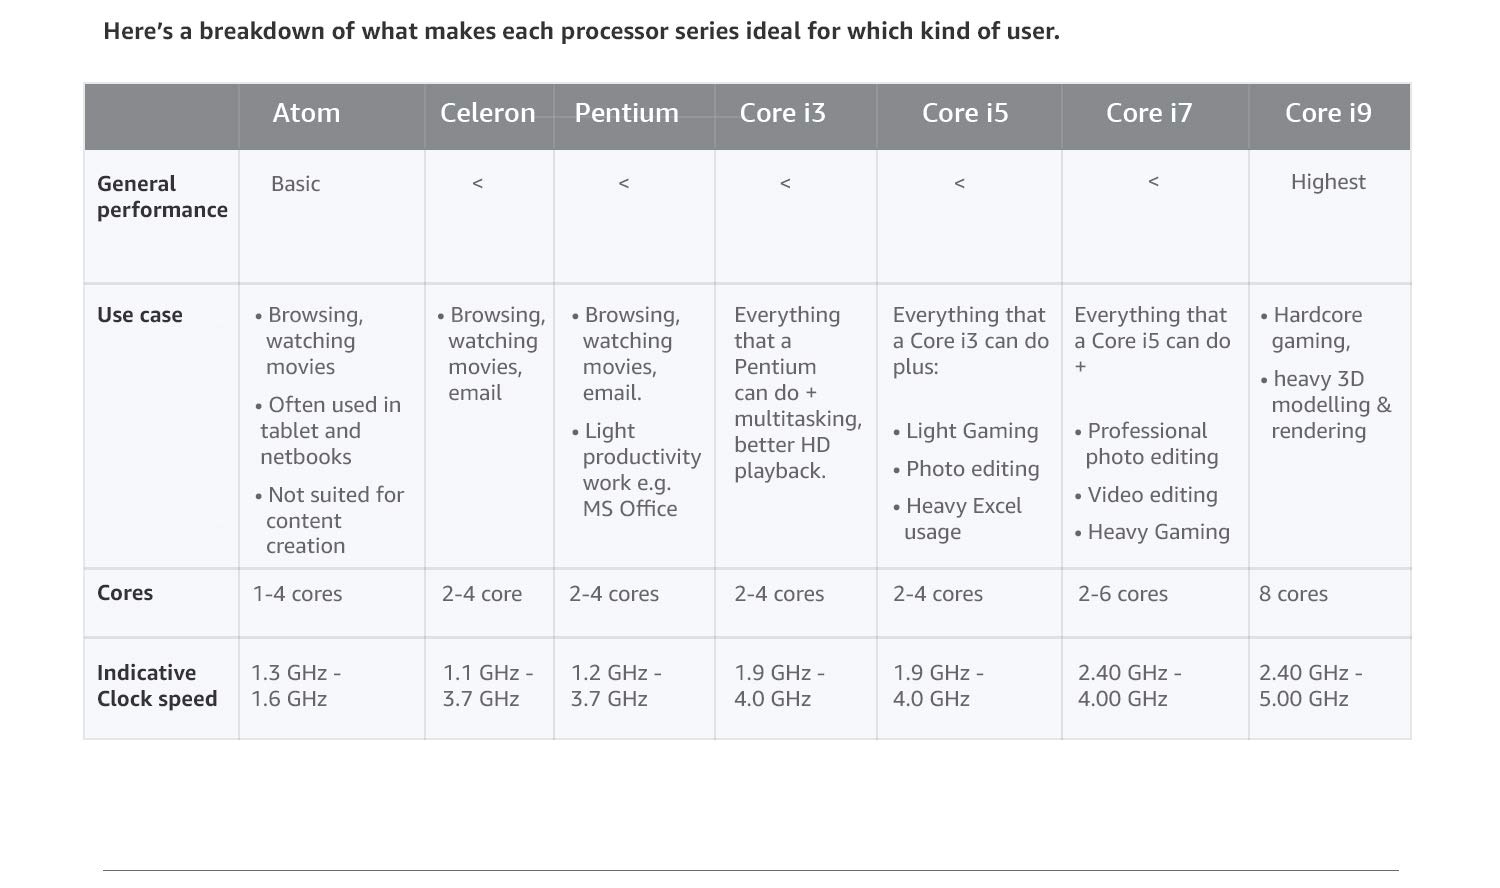 Here’s a breakdown of what makes each processor series ideal for which kind of user.
Atom Celeron Pentium Core i3 Core i5 Core i7 Core i9
General
performance
Basic < < < < < Highest
Use case
• Browsing,
watching
movies
• Often used in
tablet and
netbooks
• Not suited for
content
creation
• Browsing,
watching
movies,
email
• Browsing,
watching
movies,
email.
• Light
productivity
work e.g.
MS Office
Everything
that a
Pentium
can do +
multitasking,
better HD
playback.
Everything that
a Core i3 can do
plus:
• Light Gaming
• Photo editing
• Heavy Excel
usage
Everything that
a Core i5 can do
+
• Professional
photo editing
• Video editing
• Heavy Gaming
• Hardcore
gaming,
• heavy 3D
modelling &
rendering
Cores 1-4 cores 2-4 core 2-4 cores 2-4 cores 2-4 cores 2-6 cores 8 cores
Indicative
Clock speed
1.3 GHz -
1.6 GHz
1.1 GHz -
3.7 GHz
1.2 GHz -
3.7 GHz
1.9 GHz -
4.0 GHz
1.9 GHz -
4.0 GHz
2.40 GHz -
4.00 GHz
2.40 GHz -
5.00 GHz